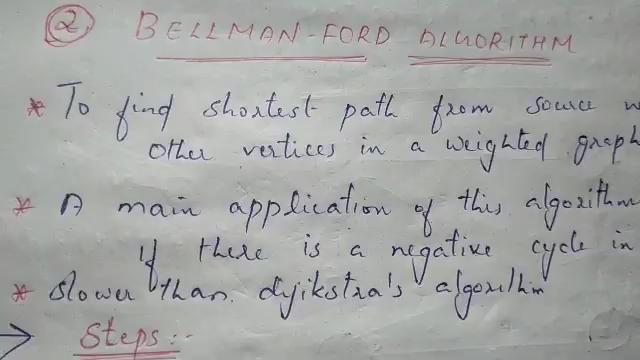 ② BELLMAN-FORD ALGORITHM
* To find shortest path from source
other vertices in a weighted graph
* A main application of this algorithm
if there is a negative cycle in
* Slower than dyikstra's algorithm
→ Steps:-